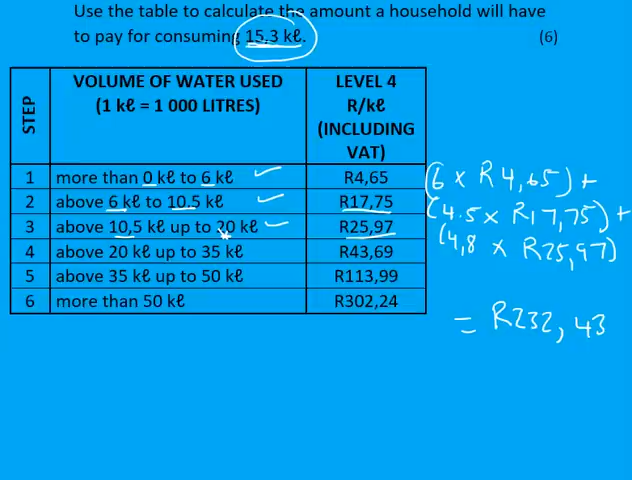 Use the table to calculate the amount a household will have
to pay for consuming 15,3 kℓ. (6)
STEP
VOLUME OF WATER USED
(1 kℓ = 1 000 LITRES)
LEVEL 4
R/kℓ
(INCLUDING
VAT)
1 more than 0 kℓ to 6 kℓ R4,65
2 above 6 kℓ to 10.5 kℓ R17,75
3 above 10,5 kℓ up to 20 kℓ R25,97
4 above 20 kℓ up to 35 kℓ R43,69
5 above 35 kℓ up to 50 kℓ R113,99
6 more than 50 kℓ R302,24
(6 x R4,65) +
(4.5 x R17,75) +
(4,8 x R25,97)
= R232,43